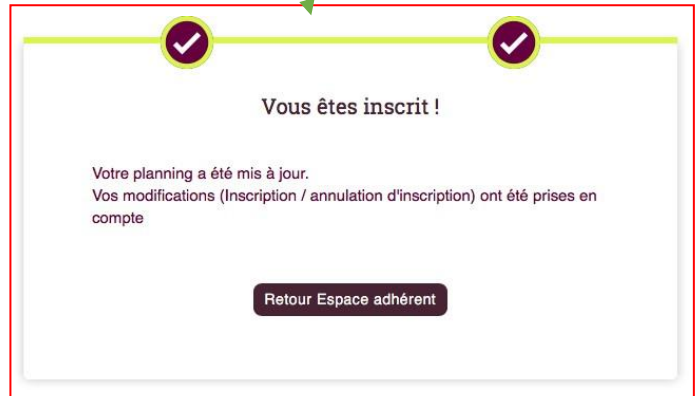 Vous êtes inscrit !
Votre planning a été mis à jour.
Vos modifications (Inscription / annulation d'inscription) ont été prises en
compte
Retour Espace adhérent